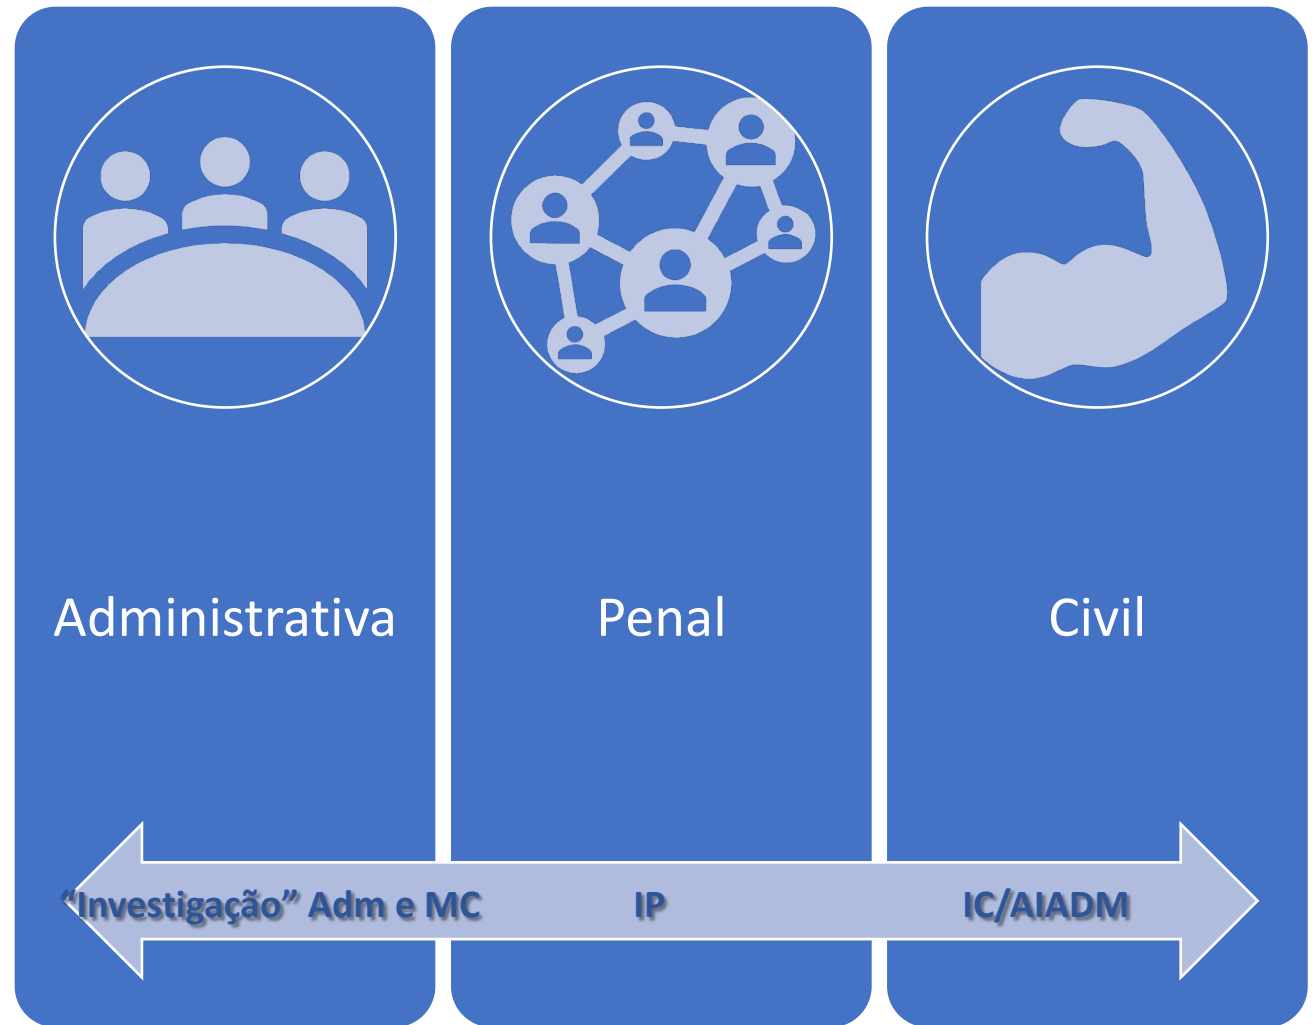 Administrativa
Penal
Civil
“Investigação” Adm e MC
IP
IC/AIADM